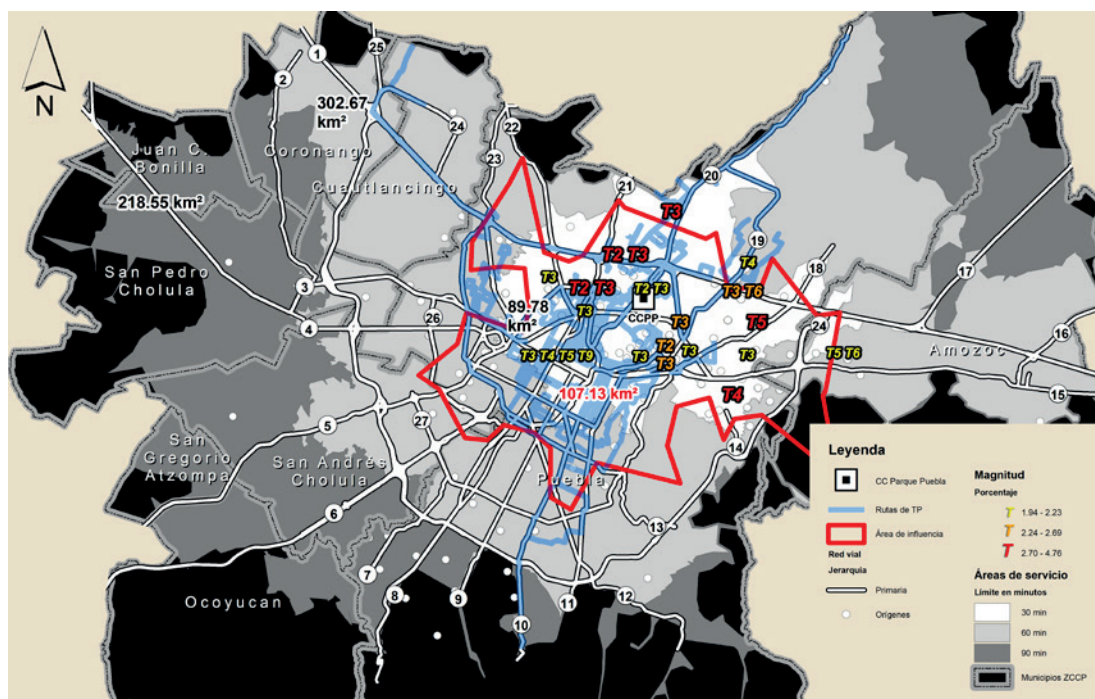 1
25
2
302.67
km²
24
22
23
Juan C.
Bonilla
Coronango
Cuautlancingo
218.55 km²
21
20
T3
19
T2 T3
T4
18
17
San Pedro
Cholula
3
T3
T2 T3
T2 T3
T3 T6
CCPP
89.78
km²
T3
T3
T5
24
4
26
16
T3 T4 T5 T9
T2
T3
T3
T3
T3
T5 T6
Amozoc
107.13 km²
T4
15
5
27
14
San
Gregorio
Atzompa
San Andrés
Cholula
Puebla
6
13
7
8
9
10
11
12
Ocoyucan
N
Leyenda
CC Parque Puebla
Rutas de TP
Área de influencia
Red vial
Jerarquía
Primaria
Orígenes
Magnitud
Porcentaje
T 1.94 - 2.23
T 2.24 - 2.69
T 2.70 - 4.76
Áreas de servicio
Limite en minutos
30 min
60 min
90 min
Municipios ZCCP